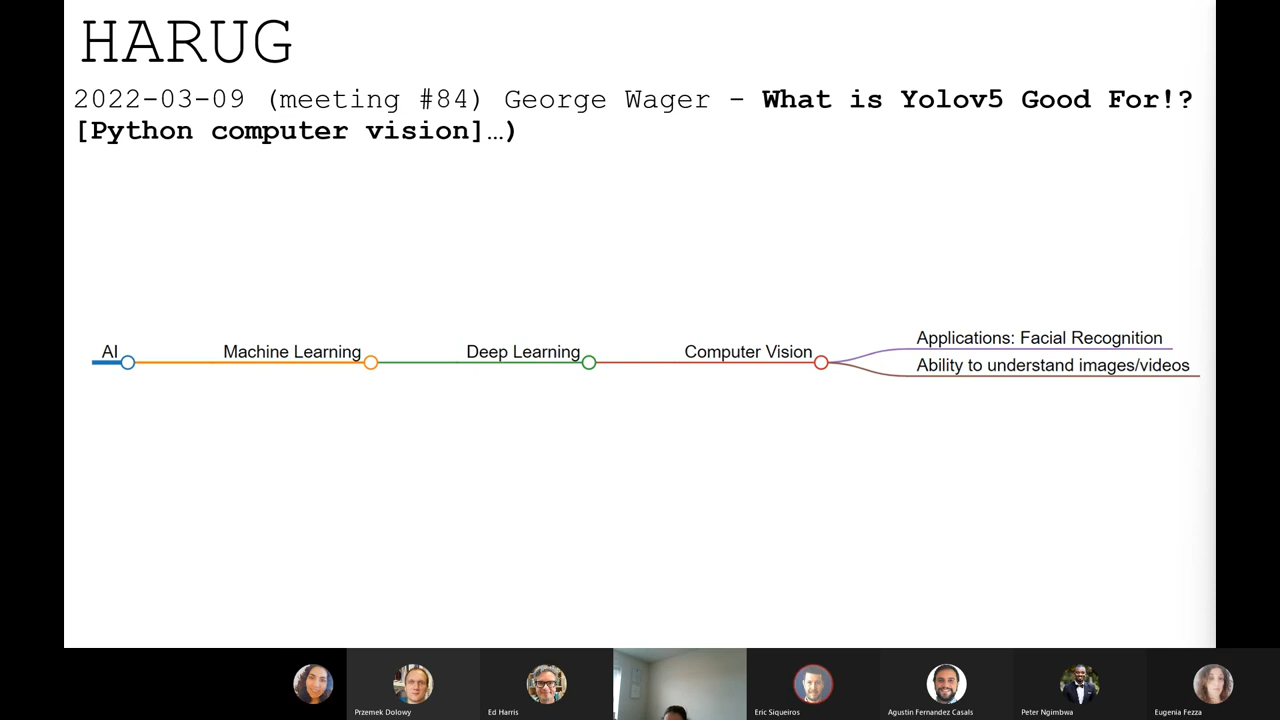 HARUG
2022-03-09 (meeting #84) George Wager - What is Yolov5 Good For!?
[Python computer vision]…)
AI
Machine Learning
Deep Learning
Computer Vision
Applications: Facial Recognition
Ability to understand images/videos
Przemek Dolowy
Ed Harris
Eric Siqueiros
Agustin Fernandez Casals
Peter Ngimbwa
Eugenia Fezza